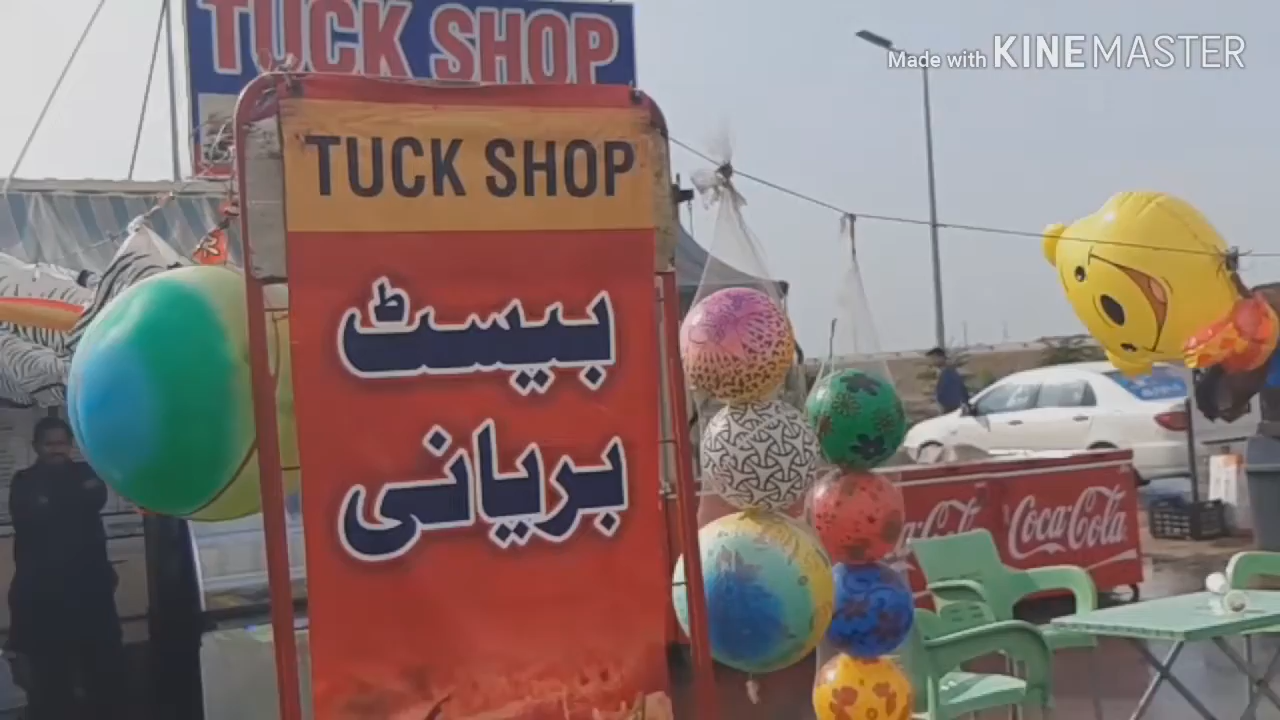 TUCK SHOP
Made with KINEMASTER
TUCK SHOP
بیسٹ
بریانی
Coca-Cola
Coca-Cola